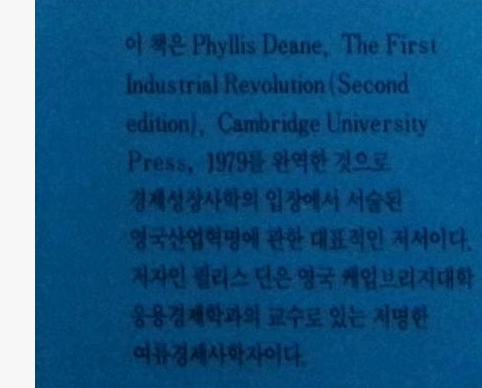 이 책은 Phyllis Deane, The First
Industrial Revolution(Second
edition), Cambridge University
Press, 1979를 완역한 것으로
경제성장사학의 입장에서 서술된
영국산업혁명에 관한 대표적인 저서이다.
저자인 필리스 딘은 영국 케임브리지대학
응용경제학과의 교수로 있는 저명한
여류경제사학자이다.